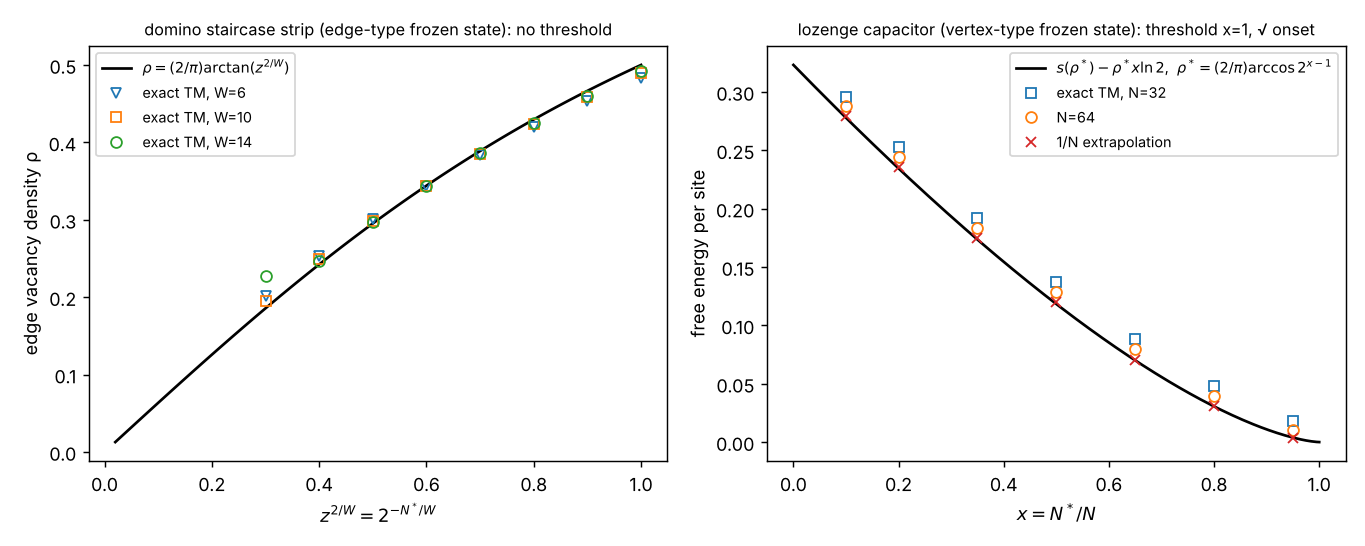 domino staircase strip (edge-type frozen state): no threshold
ρ = (2/π)arctan(z^{2/W})
exact TM, W=6
exact TM, W=10
exact TM, W=14
edge vacancy density ρ
0.5
0.4
0.3
0.2
0.1
0.0
0.0 0.2 0.4 0.6 0.8 1.0
z^{2/W} = 2^{-N*/W}
lozenge capacitor (vertex-type frozen state): threshold x=1, √ onset
s(ρ*) − ρ*x ln 2, ρ* = (2/π)arccos 2^{x−1}
exact TM, N=32
N=64
1/N extrapolation
free energy per site
0.30
0.25
0.20
0.15
0.10
0.05
0.00
0.0 0.2 0.4 0.6 0.8 1.0
x = N*/N